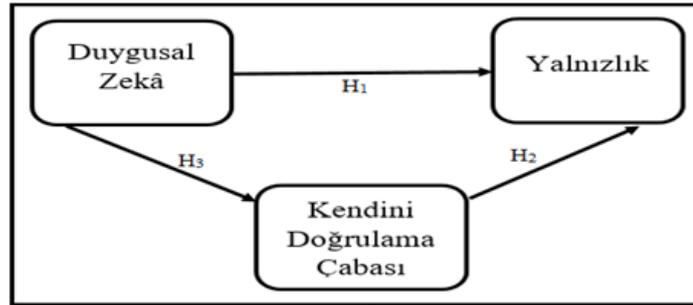 Duygusal
Zekâ
Yalnızlık
H₁
H₃
H₂
Kendini
Doğrulama
Çabası